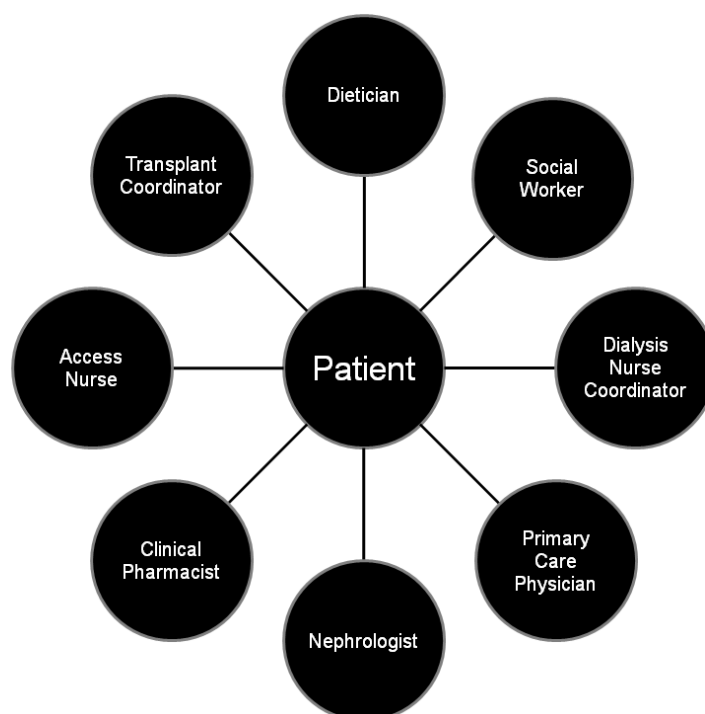 Dietician
Transplant
Coordinator
Social
Worker
Access
Nurse
Patient
Dialysis
Nurse
Coordinator
Clinical
Pharmacist
Primary
Care
Physician
Nephrologist